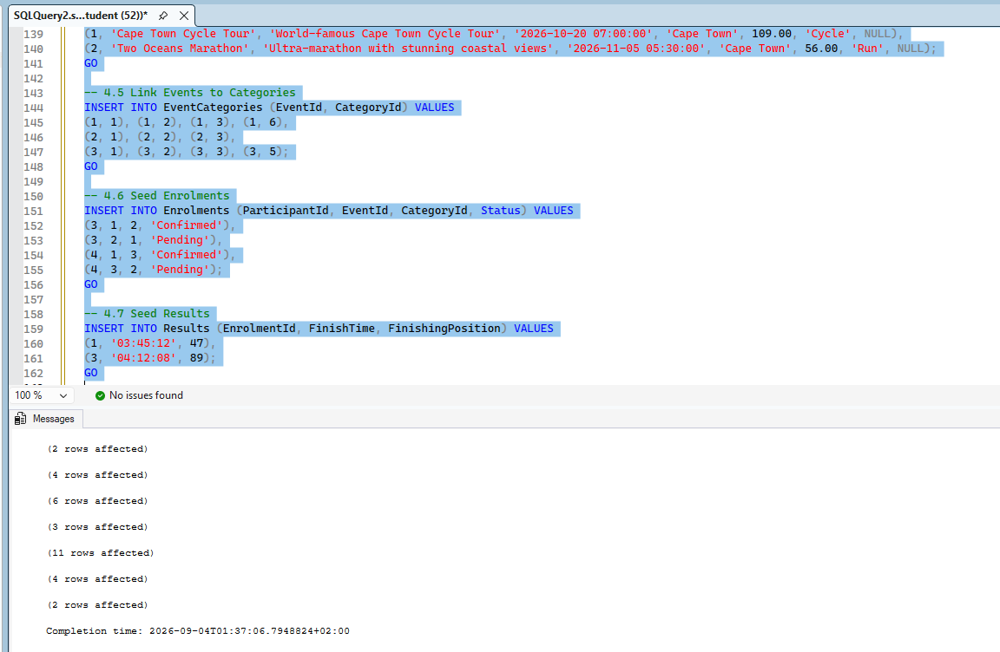 SQLQuery2.s...tudent (52))*
139 (1, 'Cape Town Cycle Tour', 'World-famous Cape Town Cycle Tour', '2026-10-20 07:00:00', 'Cape Town', 109.00, 'Cycle', NULL),
140 (2, 'Two Oceans Marathon', 'Ultra-marathon with stunning coastal views', '2026-11-05 05:30:00', 'Cape Town', 56.00, 'Run', NULL);
141 GO
142
143 -- 4.5 Link Events to Categories
144 INSERT INTO EventCategories (EventId, CategoryId) VALUES
145 (1, 1), (1, 2), (1, 3), (1, 6),
146 (2, 1), (2, 2), (2, 3),
147 (3, 1), (3, 2), (3, 3), (3, 5);
148 GO
149
150 -- 4.6 Seed Enrolments
151 INSERT INTO Enrolments (ParticipantId, EventId, CategoryId, Status) VALUES
152 (3, 1, 2, 'Confirmed'),
153 (3, 2, 1, 'Pending'),
154 (4, 1, 3, 'Confirmed'),
155 (4, 3, 2, 'Pending');
156 GO
157
158 -- 4.7 Seed Results
159 INSERT INTO Results (EnrolmentId, FinishTime, FinishingPosition) VALUES
160 (1, '03:45:12', 47),
161 (3, '04:12:08', 89);
162 GO
100 % No issues found
Messages
(2 rows affected)
(4 rows affected)
(6 rows affected)
(3 rows affected)
(11 rows affected)
(4 rows affected)
(2 rows affected)
Completion time: 2026-09-04T01:37:06.7948824+02:00